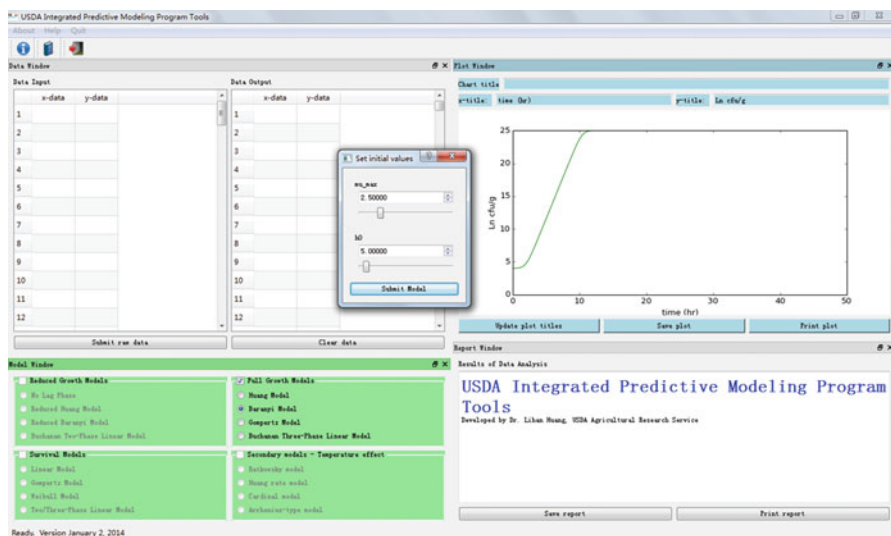 USDA Integrated Predictive Modeling Program Tools
About Help Quit
Data Window
Data Input
x-data y-data
1
2
3
4
5
6
7
8
9
10
11
12
Submit raw data
Data Output
x-data y-data
1
2
3
4
5
6
7
8
9
10
11
12
Clear data
Set initial values
mu_max
2.50000
h0
5.00000
Submit Model
Plot Window
Chart title
x-title: time (hr) y-title: Ln cfu/g
25
20
15
10
5
0
Ln cfu/g
0 10 20 30 40 50
time (hr)
Update plot titles Save plot Print plot
Model Window
Reduced Growth Models
No Lag Phase
Reduced Huang Model
Reduced Baranyi Model
Buchanan Two-Phase Linear Model
Full Growth Models
Huang Model
Baranyi Model
Gompertz Model
Buchanan Three-Phase Linear Model
Survival Models
Linear Model
Gompertz Model
Weibull Model
Two/Three-Phase Linear Model
Secondary models - Temperature effect
Ratkowsky model
Huang rate model
Cardinal model
Arrhenius-type model
Report Window
Results of Data Analysis
USDA Integrated Predictive Modeling Program
Tools
Developed by Dr. Lihan Huang, USDA Agricultural Research Service
Save report Print report
Ready. Version January 2, 2014